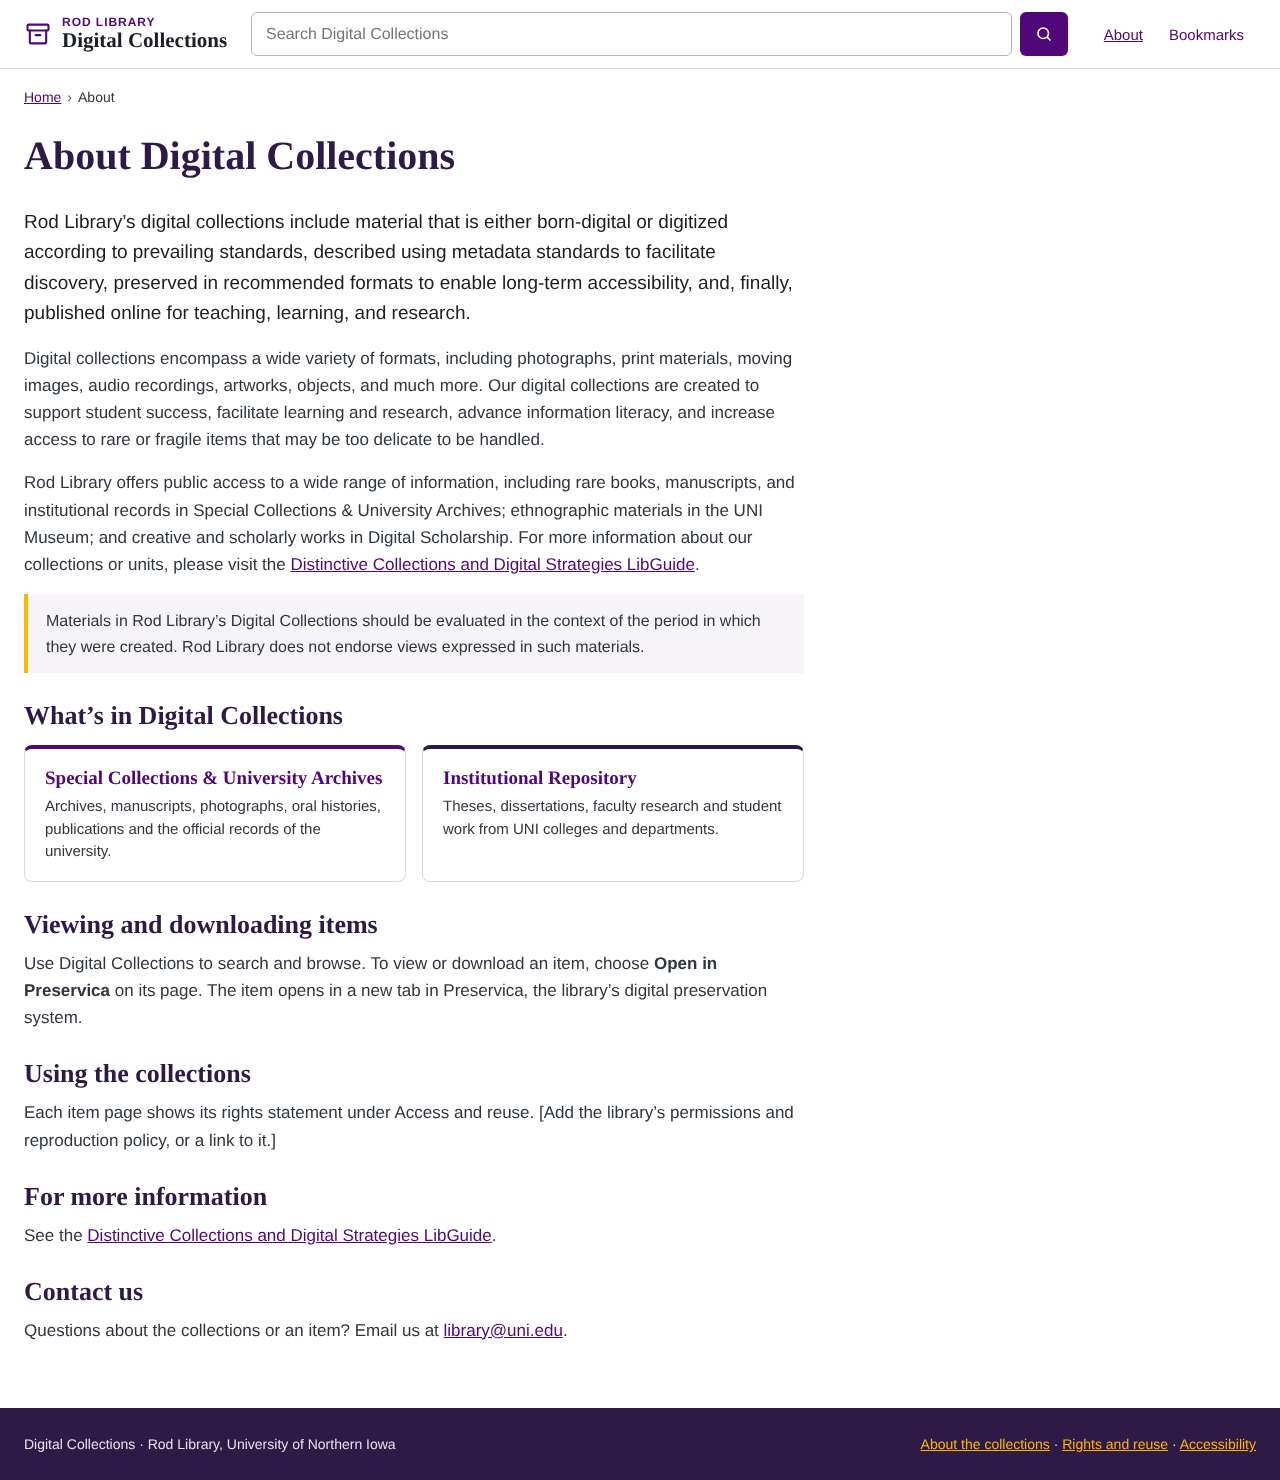 ROD LIBRARY
Digital Collections
Search Digital Collections
About
Bookmarks
Home › About
About Digital Collections
Rod Library’s digital collections include material that is either born-digital or digitized
according to prevailing standards, described using metadata standards to facilitate
discovery, preserved in recommended formats to enable long-term accessibility, and, finally,
published online for teaching, learning, and research.
Digital collections encompass a wide variety of formats, including photographs, print materials, moving
images, audio recordings, artworks, objects, and much more. Our digital collections are created to
support student success, facilitate learning and research, advance information literacy, and increase
access to rare or fragile items that may be too delicate to be handled.
Rod Library offers public access to a wide range of information, including rare books, manuscripts, and
institutional records in Special Collections & University Archives; ethnographic materials in the UNI
Museum; and creative and scholarly works in Digital Scholarship. For more information about our
collections or units, please visit the Distinctive Collections and Digital Strategies LibGuide.
Materials in Rod Library’s Digital Collections should be evaluated in the context of the period in which
they were created. Rod Library does not endorse views expressed in such materials.
What’s in Digital Collections
Special Collections & University Archives
Archives, manuscripts, photographs, oral histories,
publications and the official records of the
university.
Institutional Repository
Theses, dissertations, faculty research and student
work from UNI colleges and departments.
Viewing and downloading items
Use Digital Collections to search and browse. To view or download an item, choose Open in
Preservica on its page. The item opens in a new tab in Preservica, the library’s digital preservation
system.
Using the collections
Each item page shows its rights statement under Access and reuse. [Add the library’s permissions and
reproduction policy, or a link to it.]
For more information
See the Distinctive Collections and Digital Strategies LibGuide.
Contact us
Questions about the collections or an item? Email us at library@uni.edu.
Digital Collections · Rod Library, University of Northern Iowa
About the collections · Rights and reuse · Accessibility